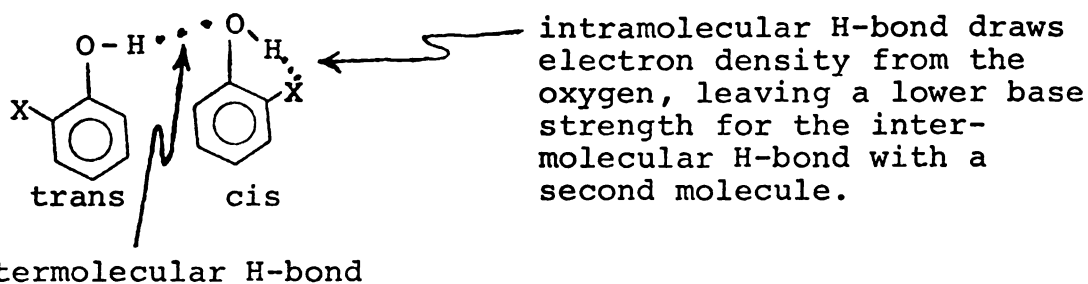 O-H
O
H
X
X
trans
cis
intramolecular H-bond draws
electron density from the
oxygen, leaving a lower base
strength for the inter-
molecular H-bond with a
second molecule.
termolecular H-bond